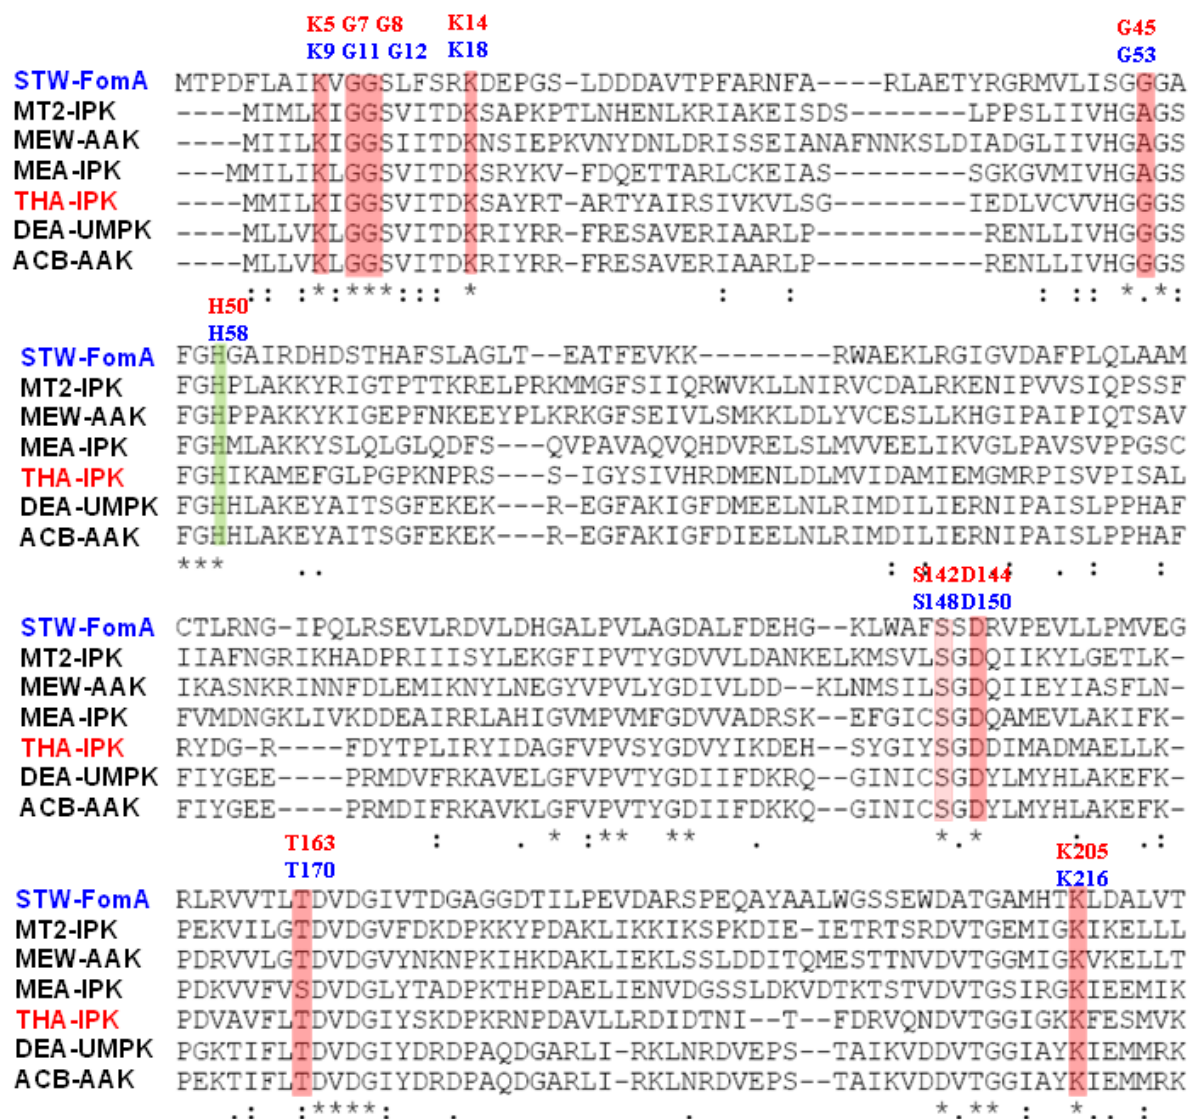 K5 G7 G8 K14 G45
K9 G11 G12 K18 G53
STW-FomA MTPDFLAIKVGGSLFSRKDEPGS-LDDDAVTPFARNFA----RLAETYRGRMVLISGGGA
MT2-IPK ----MIMLKIGGSVITDKSAPKPTLNHENLKRIAKEISDS-------LPPSLIIVHGAGS
MEW-AAK ----MIILKIGGSIITDKNSIEPKVNYDNLDRISSEIANAFNNKSLDIADGLIIVHGAGS
MEA-IPK ---MMILIKLGGSVITDKSRYKV-FDQETTARLCKEIAS--------SGKGVMIVHGAGS
THA-IPK ----MMILKIGGSVITDKSAYRT-ARTYAIRSIVKVLSG--------IEDLVCVVHGGGS
DEA-UMPK ----MLLVKLGGSVITDKRIYRR-FRESAVERIAARLP---------RENLLIVHGGGS
ACB-AAK ----MLLVKLGGSVITDKRIYRR-FRESAVERIAARLP---------RENLLIVHGGGS
:: :*:***::: * : : : : *.*:
H50
H58
STW-FomA FGHGAIRDHDSTHAFSLAGLT--EATFEVKK--------RWAEKLRGIGVDAFPLQLAAM
MT2-IPK FGHPLAKKYRIGTPTTKRELPRKMMGFSIIQRWVKLLNIRVCDALRKENIPVVSIQPSSF
MEW-AAK FGHPPAKKYKIGEPFNKEEYPLKRKGFSEIVLSMKKLDLYVCESLLKHGIPAIPIQTSAV
MEA-IPK FGHMLAKKYSLQLGLQDFS---QVPAVAQVQHDVRELSLMVVEELIKVGLPAVSVPPGSC
THA-IPK FGHIKAMEFGLPGPKNPRS---S-IGYSIVHRDMENLDLMVIDAMIEMGMRPISVPISAL
DEA-UMPK FGHHLAKEYAITSGFEKEK---R-EGFAKIGFDMEELNLRIMDILIERNIPAISLPPHAF
ACB-AAK FGHHLAKEYAITSGFEKEK---R-EGFAKIGFDIEELNLRIMDILIERNIPAISLPPHAF
*** .. : : : . : :
S142D144
S148D150
STW-FomA CTLRNG-IPQLRSEVLRDVLDHGALPVLAGDALFDEHG--KLWAFSSDRVPEVLLPMVEG
MT2-IPK IIAFNGRIKHADPRIIISYLEKGFIPVTYGDVVLDANKELKMSVLSGDQIIKYLGETLK-
MEW-AAK IKASNKRINNFDLEMIKNYLNEGYVPVLYGDIVLDD--KLNMSILSGDQIIEYIASFLN-
MEA-IPK FVMDNGKLIVKDDEAIRRLAHIGVMPVMFGDVVADRSK--EFGICSGDQAMEVLAKIFK-
THA-IPK RYDG-R----FDYTPLIRYIDAGFVPVSYGDVYIKDEH--SYGIYSGDDIMADMAELLK-
DEA-UMPK FIYGEE----PRMDVFRKAVELGFVPVTYGDIIFDKRQ--GINICSGDYLMYHLAKEFK-
ACB-AAK FIYGEE----PRMDIFRKAVKLGFVPVTYGDIIFDKKQ--GINICSGDYLMYHLAKEFK-
: . * :** ** . *.* : .:
T163 K205
T170 K216
STW-FomA RLRVVTLTDVDGIVTDGAGGDTILPEVDARSPEQAYAALWGSSEWDATGAMHTKLDALVT
MT2-IPK PEKVILGTDVDGVFDKDPKKYPDAKLIKKIKSPKDIE-IETRTSRDVTGEMIGKIKELLL
MEW-AAK PDRVVLGTDVDGVYNKNPKIHKDAKLIEKLSSLDDITQMESTTNVDVTGGMIGKVKELLT
MEA-IPK PDKVVFVSDVDGLYTADPKTHPDAELIENVDGSSLDKVDTKTSTVDVTGSIRGKIEEMIK
THA-IPK PDVAVFLTDVDGIYSKDPKRNPDAVLLRDIDTNI--T--FDRVQNDVTGGIGKKFESMVK
DEA-UMPK PGKTIFLTDVDGIYDRDPAQDGARLI-RKLNRDVEPS--TAIKVDDVTGGIAYKIEMMRK
ACB-AAK PEKTIFLTDVDGIYDRDPAQDGARLI-RKLNRDVEPS--TAIKVDDVTGGIAYKIEMMRK
.: :****: . . *.** : *. :